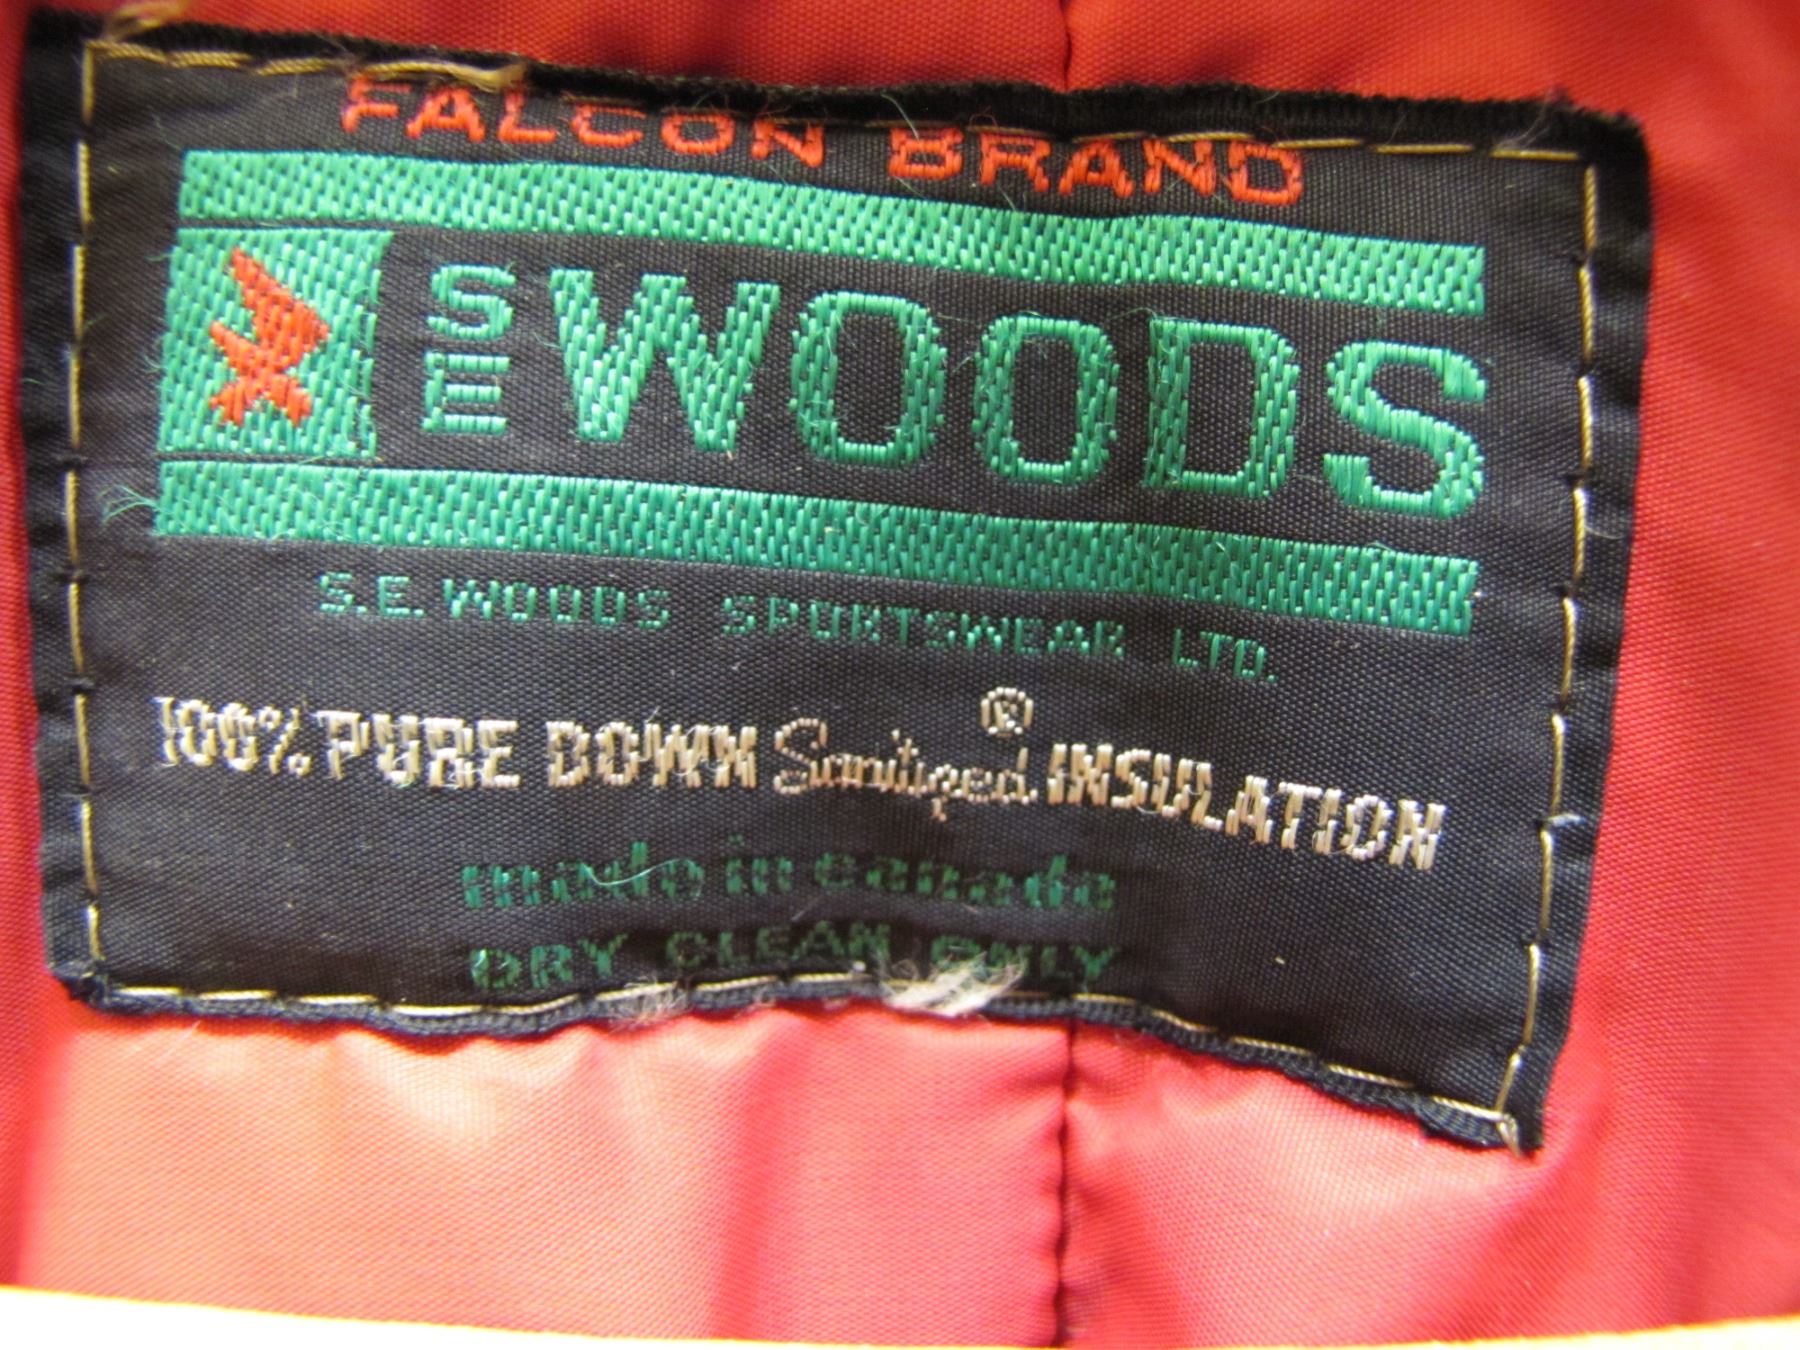 FALCON BRAND
SE WOODS
S.E. WOODS SPORTSWEAR LTD.
100% PURE DOWN Sanitized® INSULATION
made in canada
DRY CLEAN ONLY